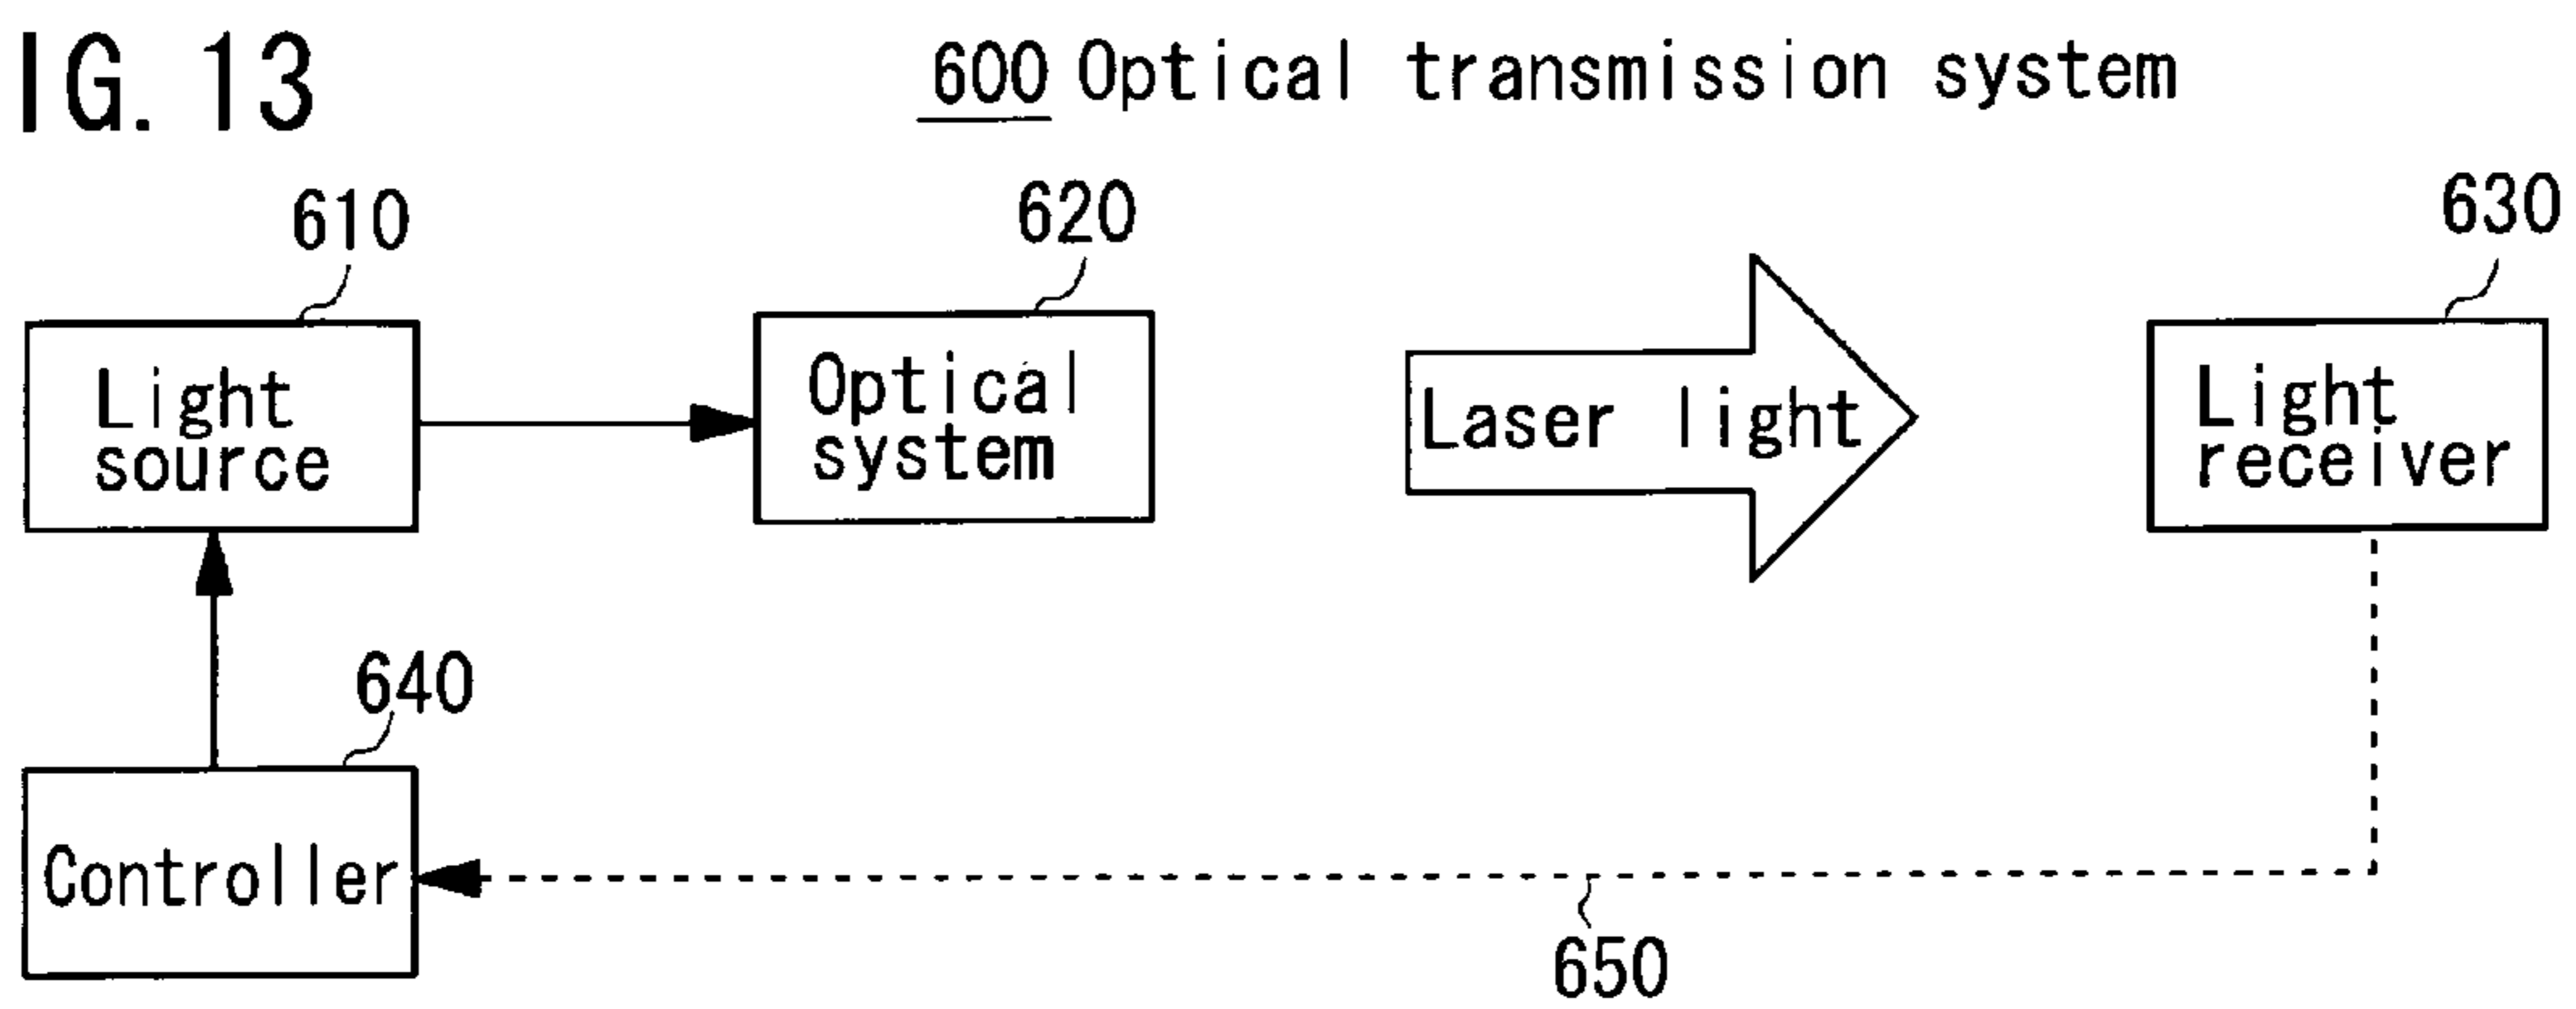 IG. 13
600 Optical transmission system
610
620
630
Light
source
Optical
system
Laser light
Light
receiver
640
Controller
650